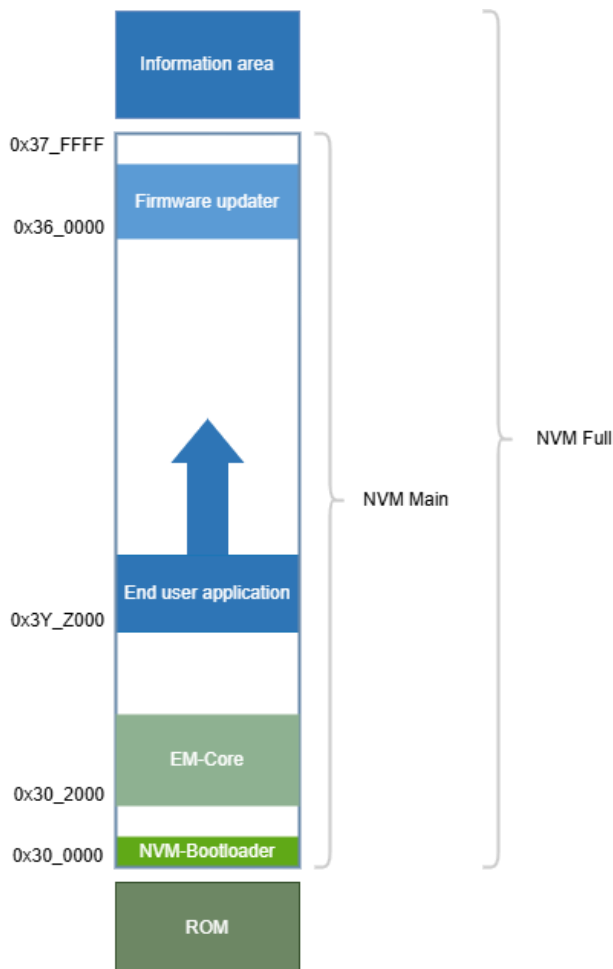 Information area
0x37_FFFF
Firmware updater
0x36_0000
NVM Full
NVM Main
End user application
0x3Y_Z000
EM-Core
0x30_2000
NVM-Bootloader
0x30_0000
ROM